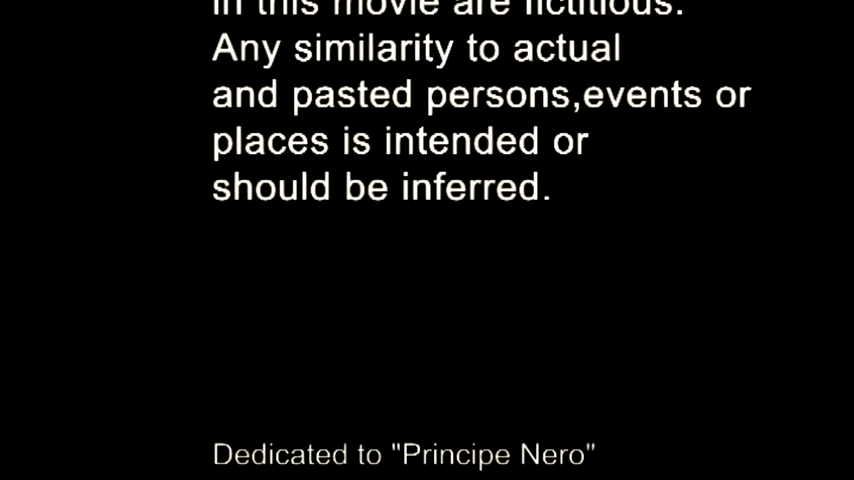 in this movie are fictitious.
Any similarity to actual
and pasted persons,events or
places is intended or
should be inferred.
Dedicated to "Principe Nero"